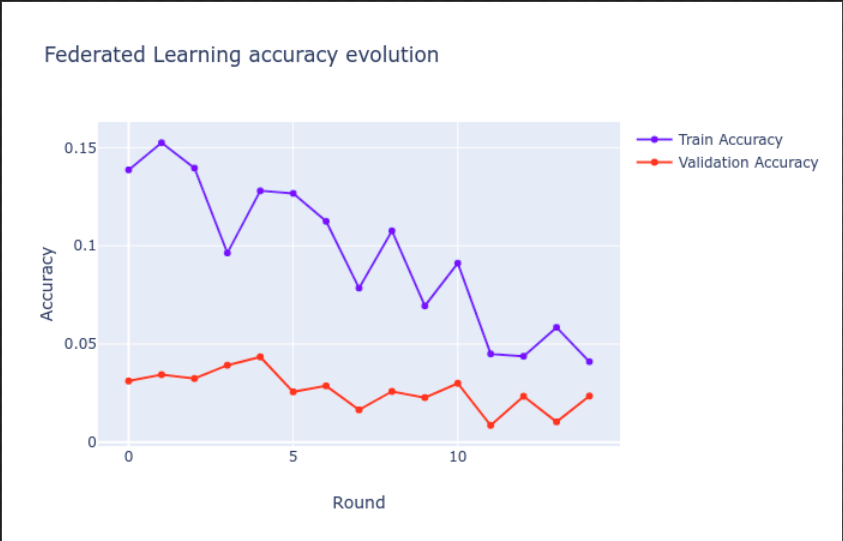 Federated Learning accuracy evolution
Train Accuracy
Validation Accuracy
0.15
0.1
0.05
0
Accuracy
0
5
10
Round